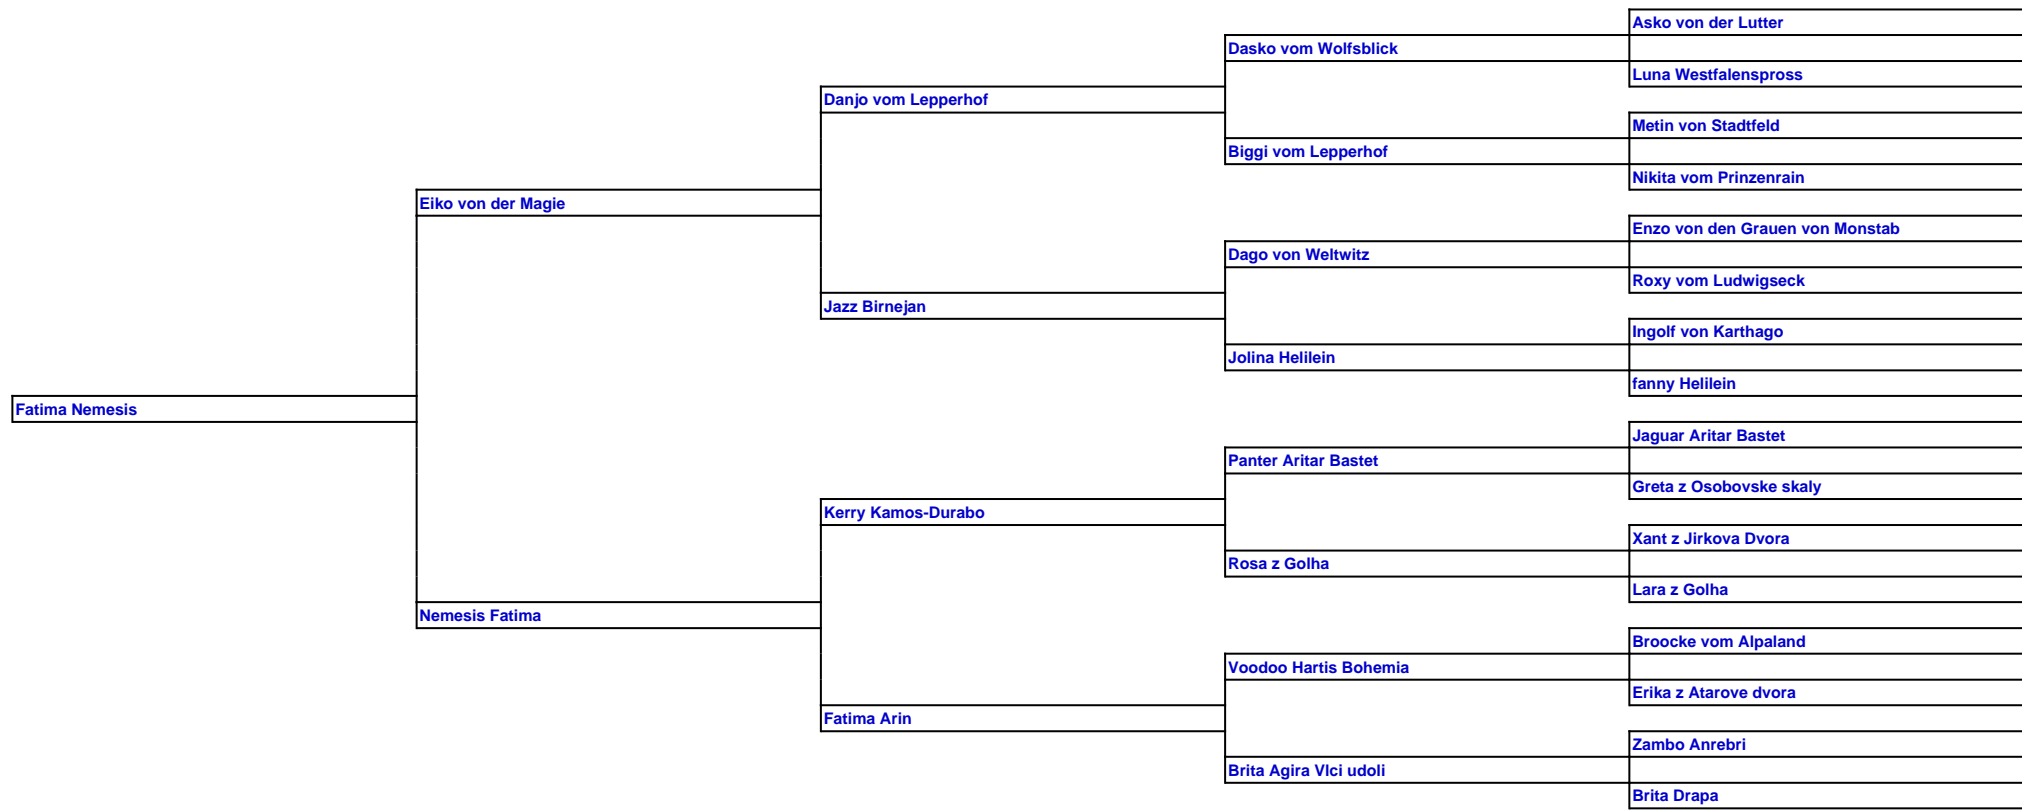 Asko von der Lutter
Dasko vom Wolfsblick
Luna Westfalenspross
Danjo vom Lepperhof
Metin von Stadtfeld
Biggi vom Lepperhof
Nikita vom Prinzenrain
Eiko von der Magie
Enzo von den Grauen von Monstab
Dago von Weltwitz
Roxy vom Ludwigseck
Jazz Birnejan
Ingolf von Karthago
Jolina Helilein
fanny Helilein
Fatima Nemesis
Jaguar Aritar Bastet
Panter Aritar Bastet
Greta z Osobovske skaly
Kerry Kamos-Durabo
Xant z Jirkova Dvora
Rosa z Golha
Lara z Golha
Nemesis Fatima
Broocke vom Alpaland
Voodoo Hartis Bohemia
Erika z Atarove dvora
Fatima Arin
Zambo Anrebri
Brita Agira Vlci udoli
Brita Drapa